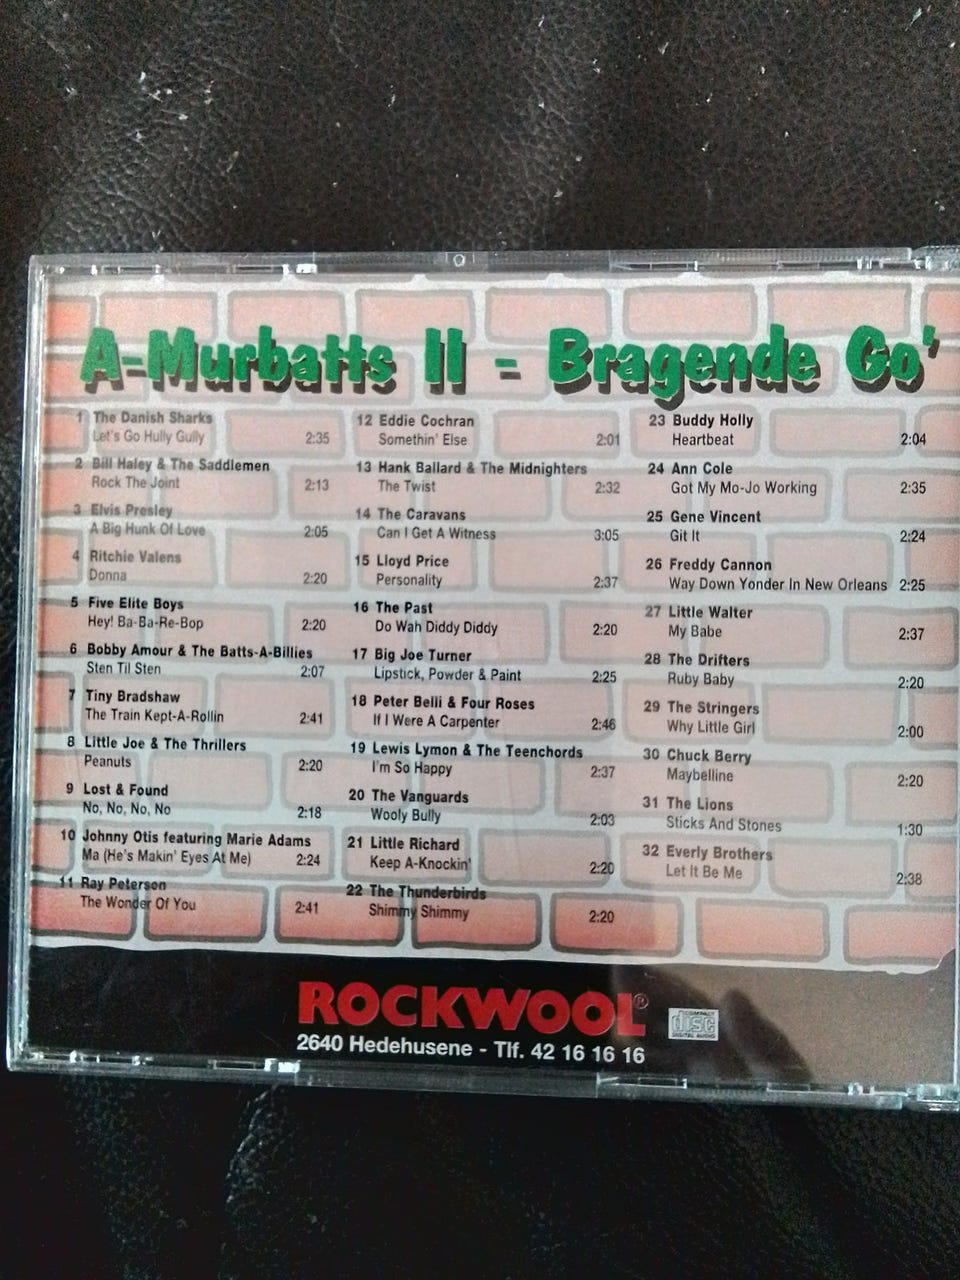 A-Murbatts II - Bragende Go'
1 The Danish Sharks
Let's Go Hully Gully 2:35
2 Bill Haley & The Saddlemen
Rock The Joint 2:13
3 Elvis Presley
A Big Hunk Of Love 2:05
4 Ritchie Valens
Donna 2:20
5 Five Elite Boys
Hey! Ba-Ba-Re-Bop 2:20
6 Bobby Amour & The Batts-A-Billies
Sten Til Sten 2:07
7 Tiny Bradshaw
The Train Kept-A-Rollin 2:41
8 Little Joe & The Thrillers
Peanuts 2:20
9 Lost & Found
No, No, No, No 2:18
10 Johnny Otis featuring Marie Adams
Ma (He's Makin' Eyes At Me) 2:24
11 Ray Peterson
The Wonder Of You 2:41
12 Eddie Cochran
Somethin' Else 2:01
13 Hank Ballard & The Midnighters
The Twist 2:32
14 The Caravans
Can I Get A Witness 3:05
15 Lloyd Price
Personality 2:37
16 The Past
Do Wah Diddy Diddy 2:20
17 Big Joe Turner
Lipstick, Powder & Paint 2:25
18 Peter Belli & Four Roses
If I Were A Carpenter 2:46
19 Lewis Lymon & The Teenchords
I'm So Happy 2:37
20 The Vanguards
Wooly Bully 2:03
21 Little Richard
Keep A-Knockin' 2:20
22 The Thunderbirds
Shimmy Shimmy 2:20
23 Buddy Holly
Heartbeat 2:04
24 Ann Cole
Got My Mo-Jo Working 2:35
25 Gene Vincent
Git It 2:24
26 Freddy Cannon
Way Down Yonder In New Orleans 2:25
27 Little Walter
My Babe 2:37
28 The Drifters
Ruby Baby 2:20
29 The Stringers
Why Little Girl 2:00
30 Chuck Berry
Maybelline 2:20
31 The Lions
Sticks And Stones 1:30
32 Everly Brothers
Let It Be Me 2:38
ROCKWOOL®
2640 Hedehusene - Tlf. 42 16 16 16
COMPACT
disc
DIGITAL AUDIO